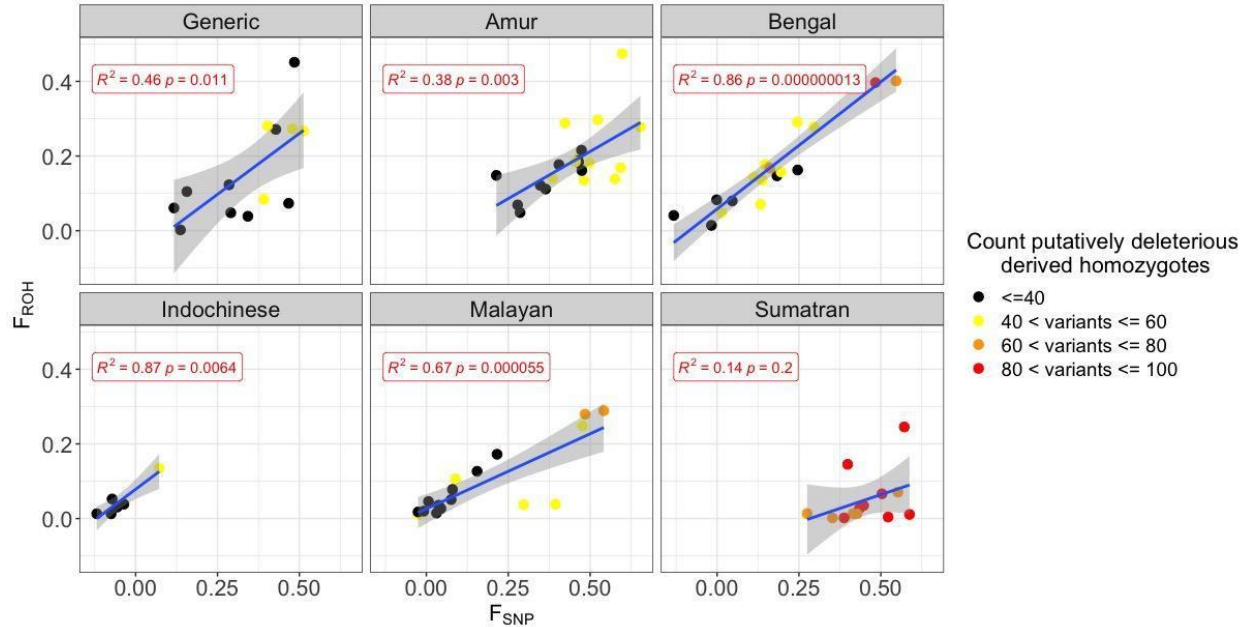 Generic Amur Bengal
R² = 0.46 p = 0.011 R² = 0.38 p = 0.003 R² = 0.86 p = 0.000000013
0.4
0.2
0.0
Indochinese Malayan Sumatran
R² = 0.87 p = 0.0064 R² = 0.67 p = 0.000055 R² = 0.14 p = 0.2
0.4
0.2
0.0
0.00 0.25 0.50 0.00 0.25 0.50 0.00 0.25 0.50
F_SNP
F_ROH
Count putatively deleterious
derived homozygotes
<=40
40 < variants <= 60
60 < variants <= 80
80 < variants <= 100